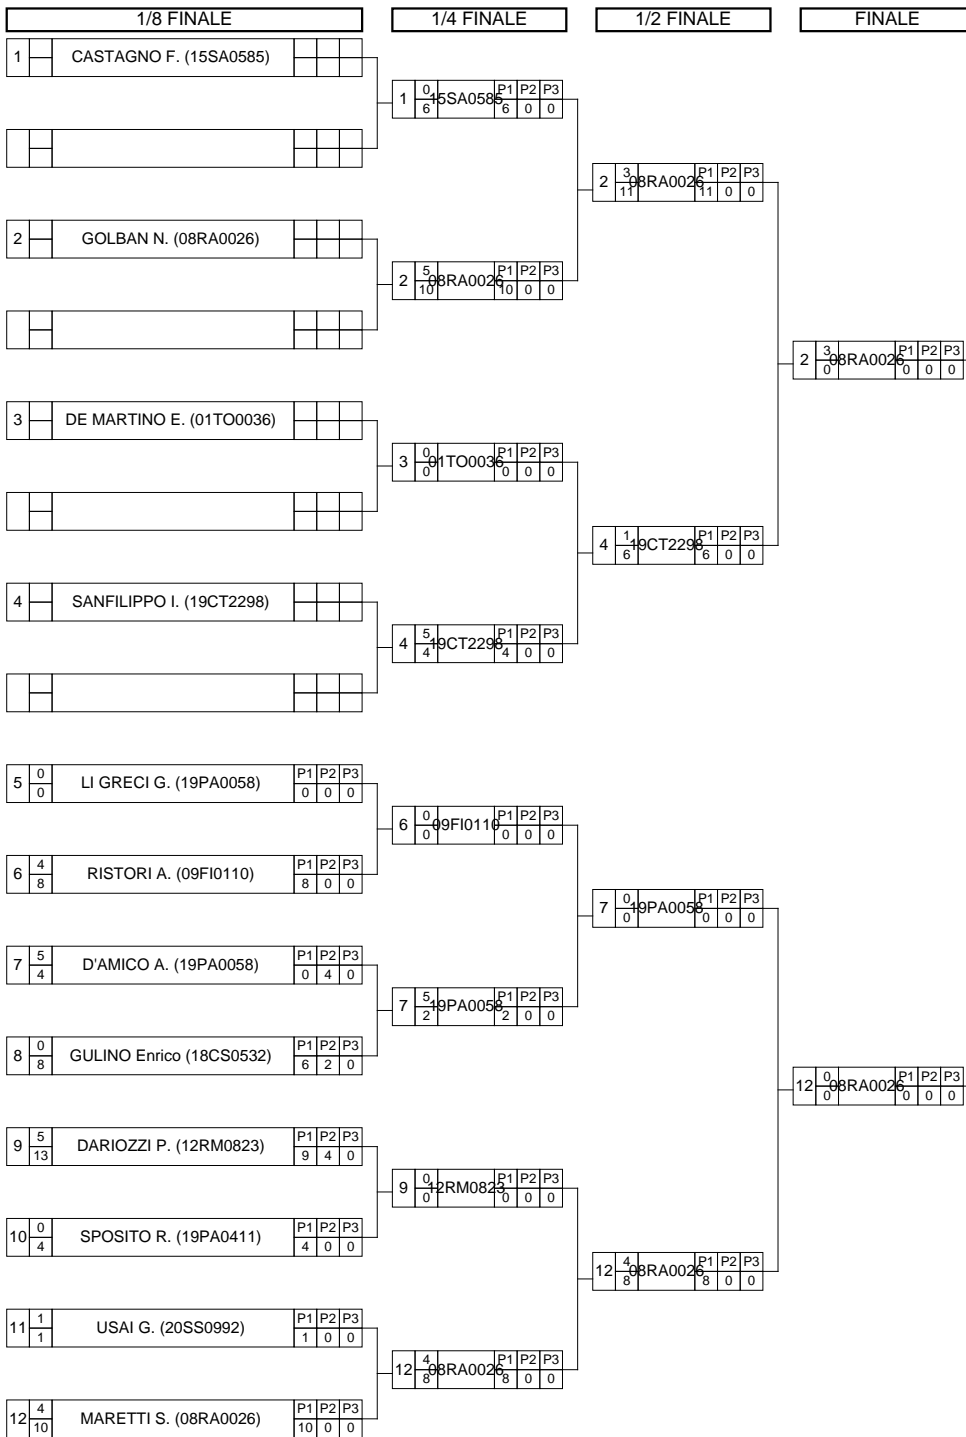 1/8 FINALE 1/4 FINALE 1/2 FINALE FINALE
1 CASTAGNO F. (15SA0585)
1 0 6 15SA0585 P1 P2 P3 6 0 0
2 3 11 08RA0026 P1 P2 P3 11 0 0
2 GOLBAN N. (08RA0026)
2 5 10 08RA0026 P1 P2 P3 10 0 0
2 3 0 08RA0026 P1 P2 P3 0 0 0
3 DE MARTINO E. (01TO0036)
3 0 0 01TO0036 P1 P2 P3 0 0 0
4 1 6 19CT2298 P1 P2 P3 6 0 0
4 SANFILIPPO I. (19CT2298)
4 5 4 19CT2298 P1 P2 P3 4 0 0
5 0 0 LI GRECI G. (19PA0058) P1 P2 P3 0 0 0
6 0 0 09FI0110 P1 P2 P3 0 0 0
6 4 8 RISTORI A. (09FI0110) P1 P2 P3 8 0 0
7 0 0 19PA0058 P1 P2 P3 0 0 0
7 5 4 D'AMICO A. (19PA0058) P1 P2 P3 0 4 0
7 5 2 19PA0058 P1 P2 P3 2 0 0
8 0 8 GULINO Enrico (18CS0532) P1 P2 P3 6 2 0
12 0 0 08RA0026 P1 P2 P3 0 0 0
9 5 13 DARIOZZI P. (12RM0823) P1 P2 P3 9 4 0
9 0 0 12RM0823 P1 P2 P3 0 0 0
10 0 4 SPOSITO R. (19PA0411) P1 P2 P3 4 0 0
12 4 8 08RA0026 P1 P2 P3 8 0 0
11 1 1 USAI G. (20SS0992) P1 P2 P3 1 0 0
12 4 8 08RA0026 P1 P2 P3 8 0 0
12 4 10 MARETTI S. (08RA0026) P1 P2 P3 10 0 0